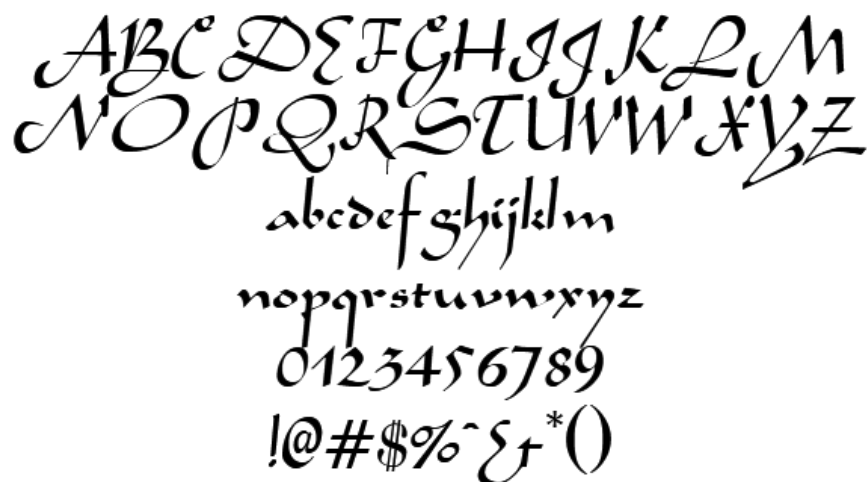 ABCDEFGHIJKLM
NOPQRSTUVWXYZ
abcdefghijklm
nopqrstuvwxyz
0123456789
!@#$%^&*()